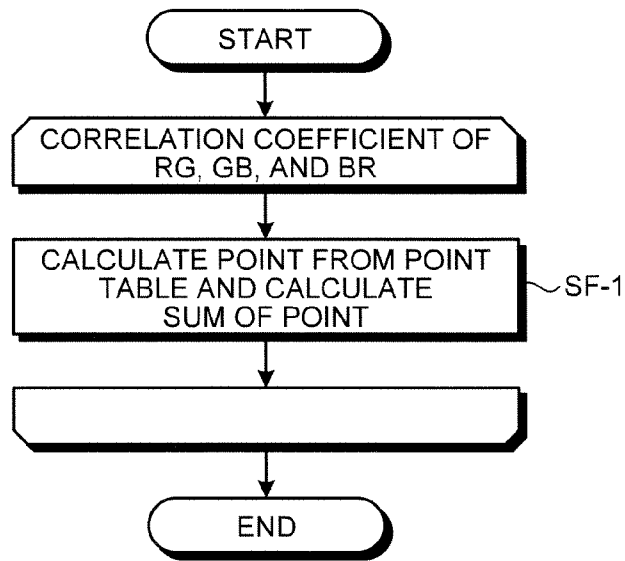 START
CORRELATION COEFFICIENT OF
RG, GB, AND BR
CALCULATE POINT FROM POINT
TABLE AND CALCULATE
SUM OF POINT
SF-1
END